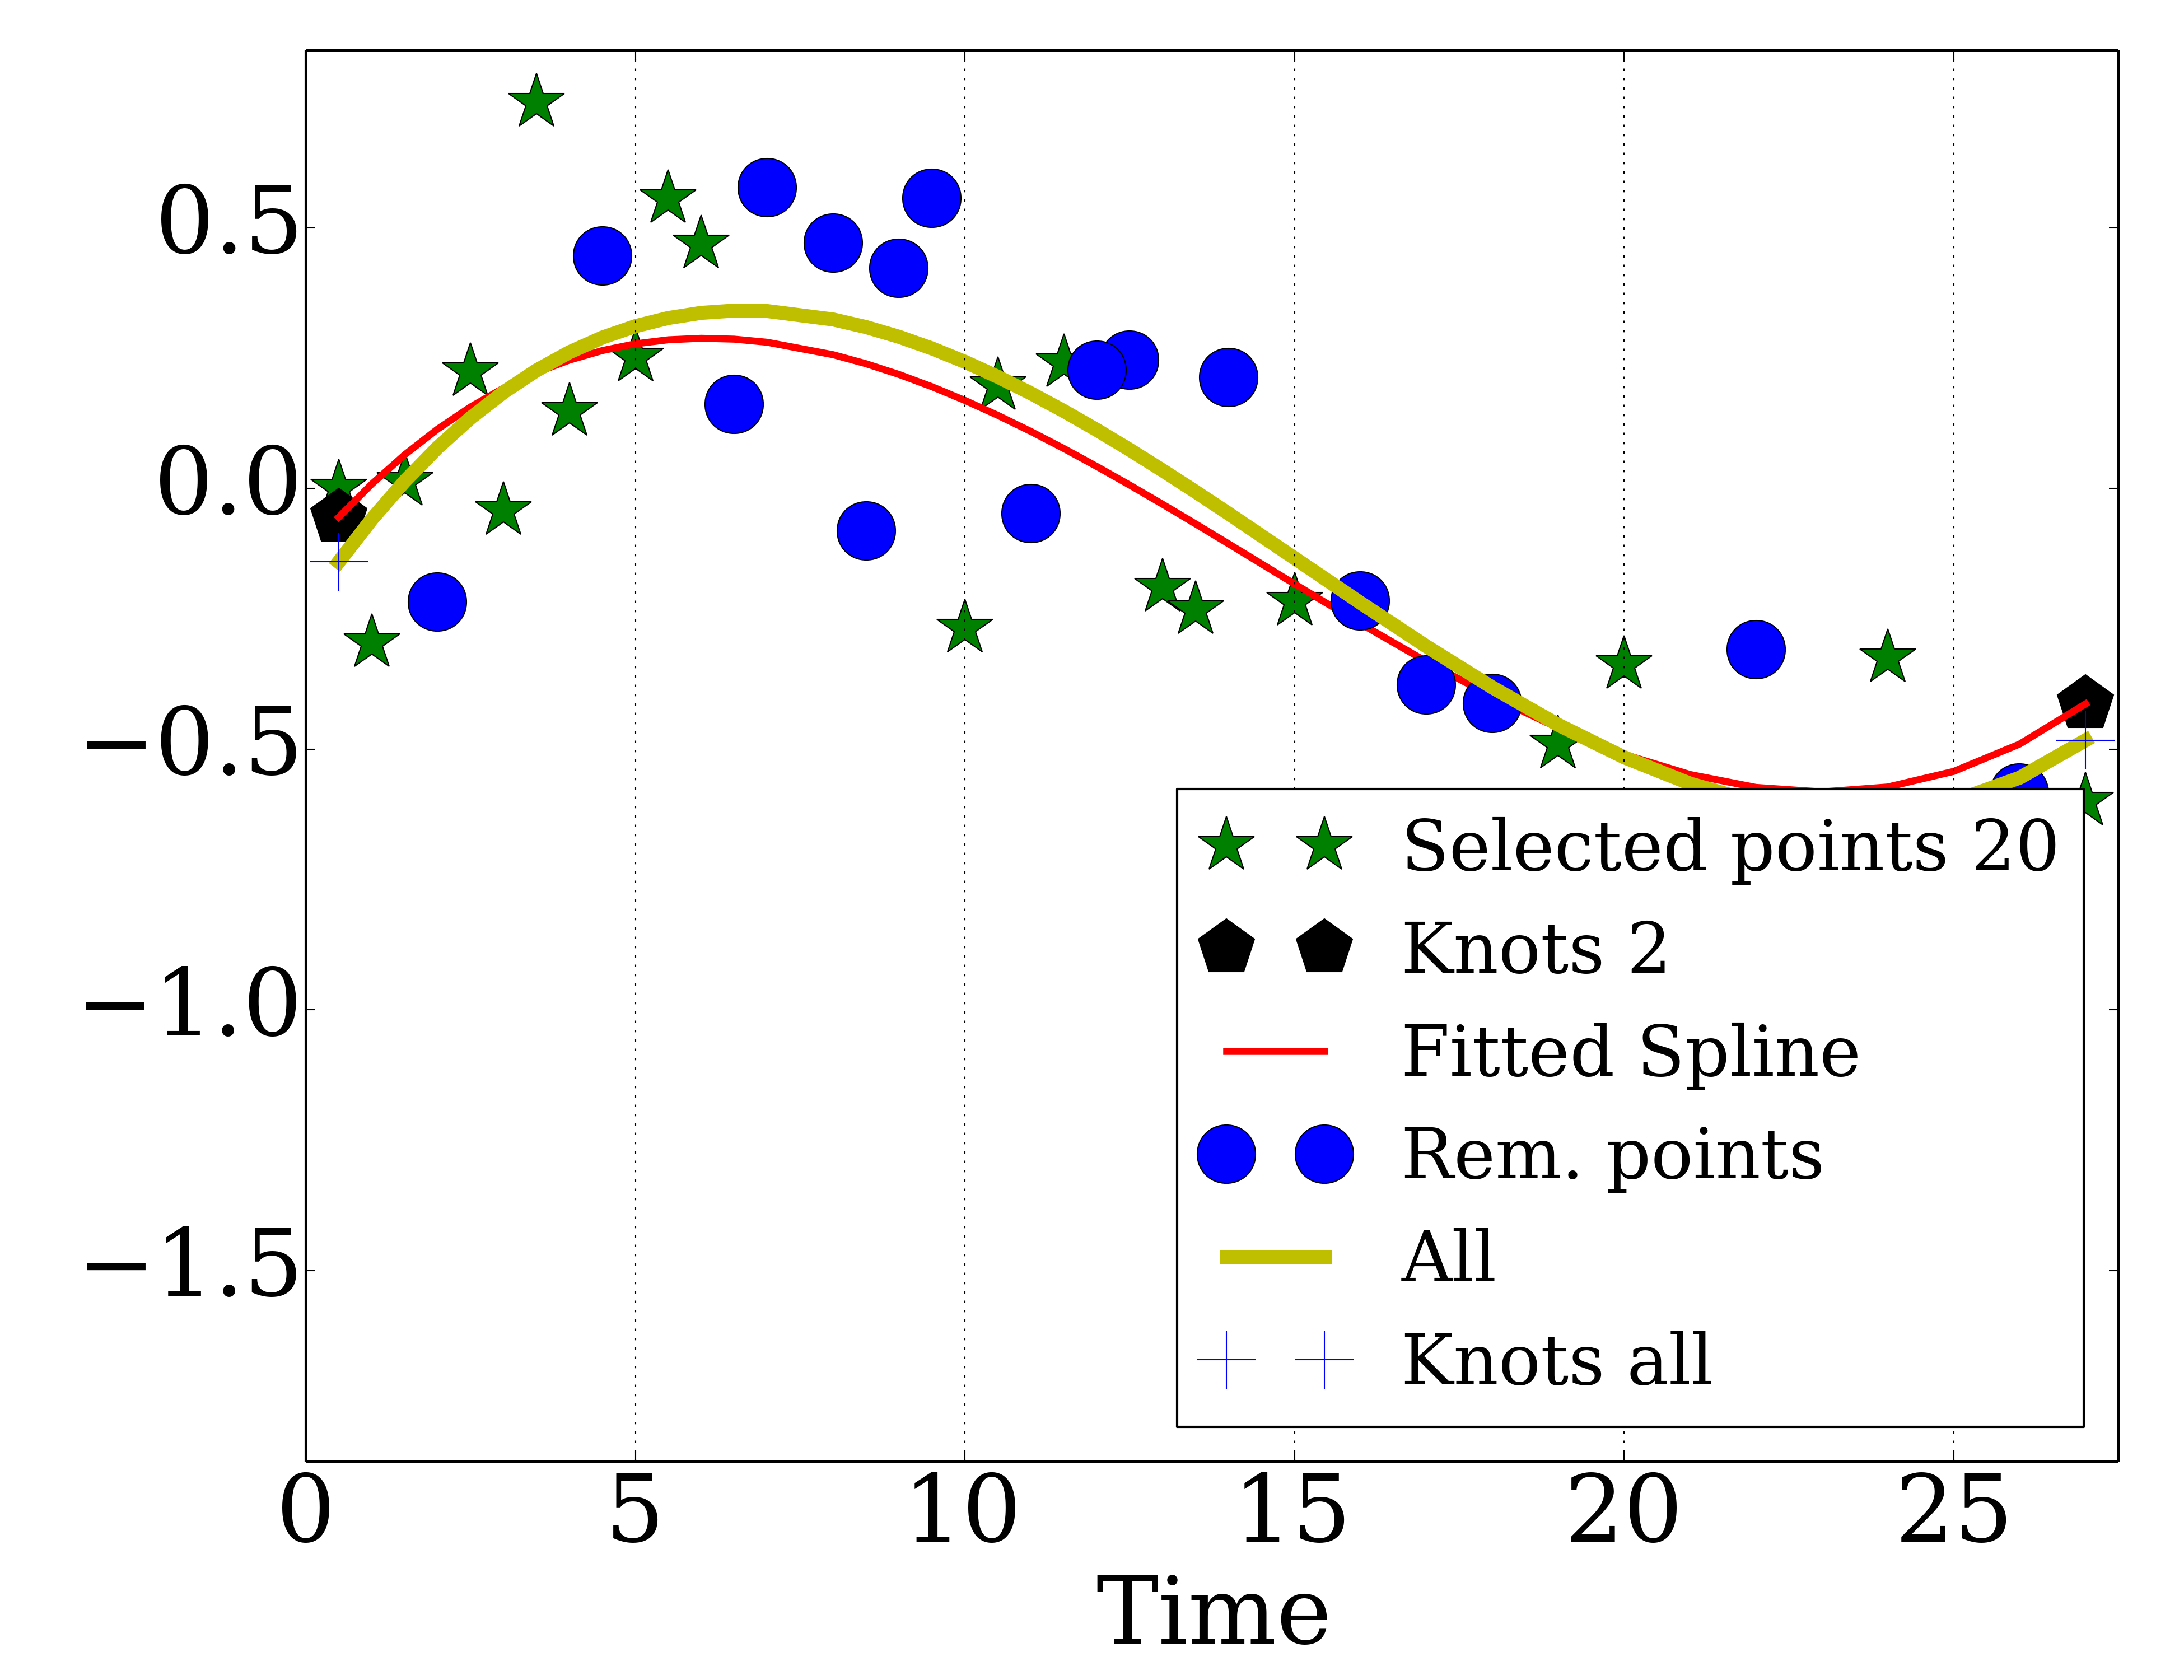 0.5
0.0
−0.5
−1.0
−1.5
Selected points 20
Knots 2
Fitted Spline
Rem. points
All
Knots all
0 5 10 15 20 25
Time